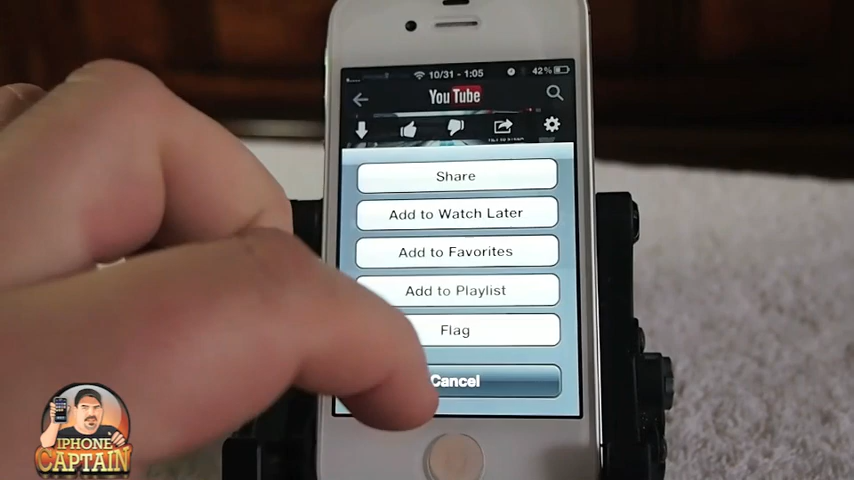 10/31 - 1:05
42%
YouTube
Share
Add to Watch Later
Add to Favorites
Add to Playlist
Flag
Cancel
IPHONE
CAPTAIN